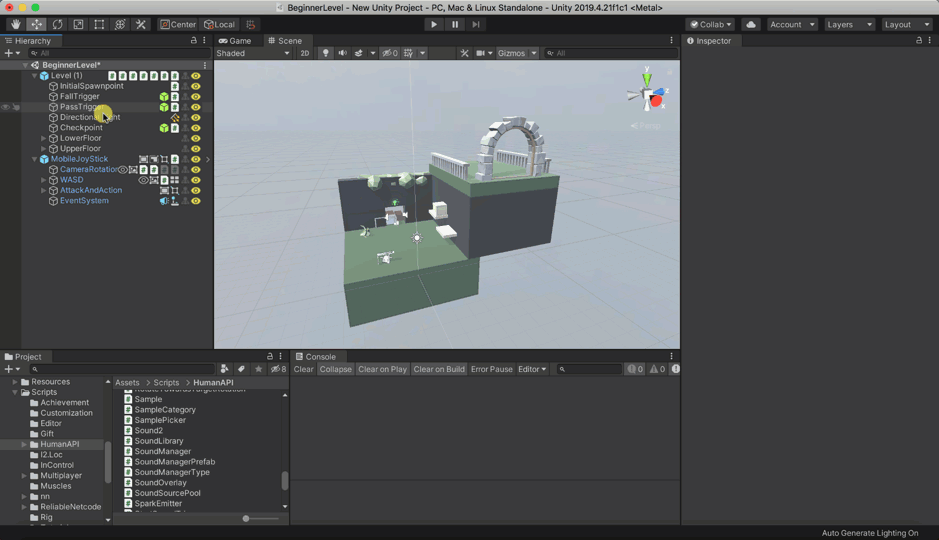 BeginnerLevel - New Unity Project - PC, Mac & Linux Standalone - Unity 2019.4.21f1c1 <Metal>
Center Local Collab Account Layers Layout
Hierarchy
All
BeginnerLevel*
Level (1)
InitialSpawnpoint
FallTrigger
Checkpoint
LowerFloor
UpperFloor
MobileJoyStick
CameraRotation
WASD
AttackAndAction
EventSystem
Game Scene
Shaded 2D 0 Gizmos All
y
z
x
Persp
Inspector
Project
8
Resources
Scripts
Achievement
Customization
Editor
Gift
HumanAPI
I2.Loc
InControl
Multiplayer
Muscles
nn
ReliableNetcode
Rig
Assets > Scripts > HumanAPI
Sample
SampleCategory
SamplePicker
Sound2
SoundLibrary
SoundManager
SoundManagerPrefab
SoundManagerType
SoundOverlay
SoundSourcePool
SparkEmitter
Console
Clear Collapse Clear on Play Clear on Build Error Pause Editor 0 0
Auto Generate Lighting On